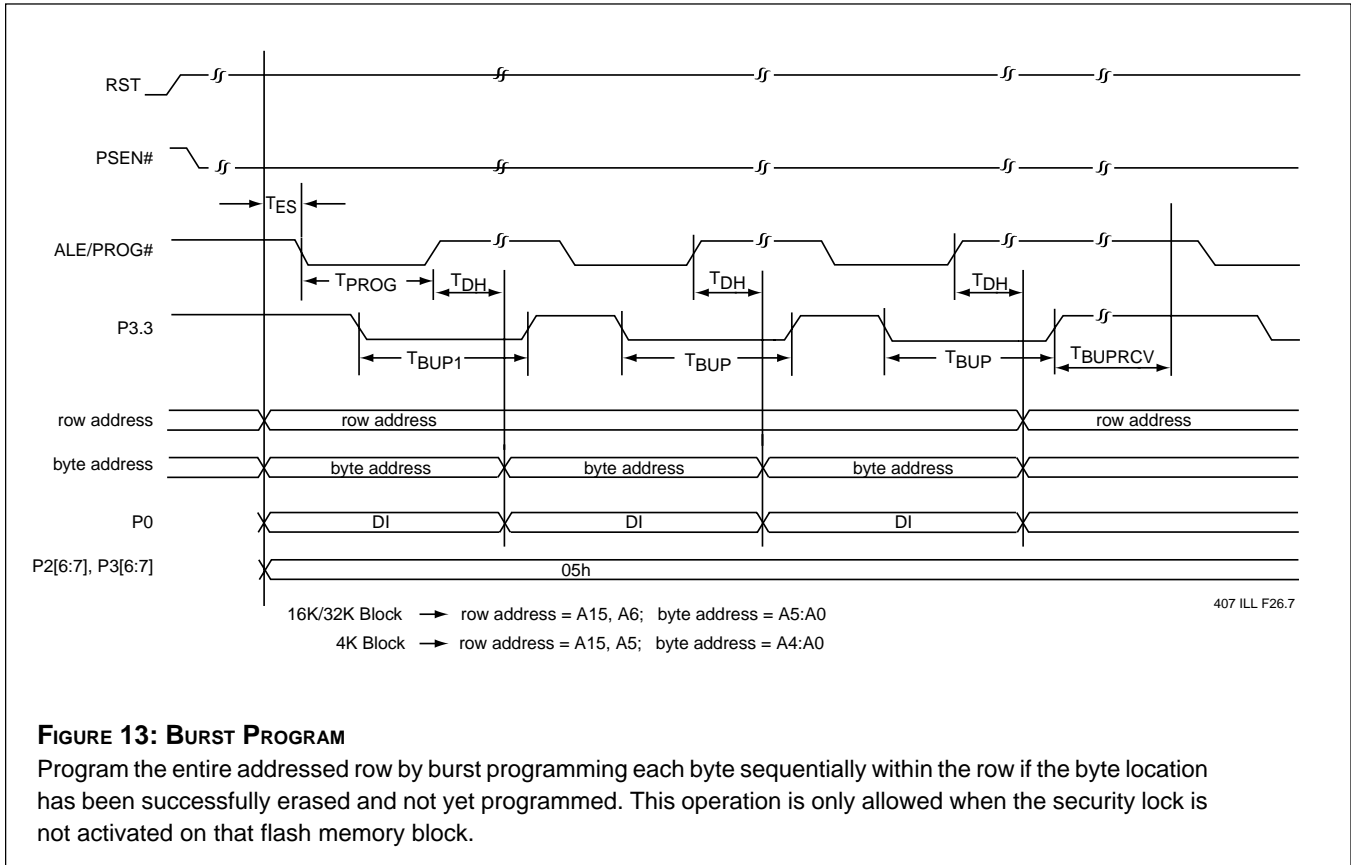 RST
PSEN#
TES
ALE/PROG#
TPROG TDH TDH TDH
P3.3
TBUP1 TBUP TBUP TBUPRCV
row address row address row address
byte address byte address byte address byte address
P0 DI DI DI
P2[6:7], P3[6:7] 05h
407 ILL F26.7
16K/32K Block → row address = A15, A6; byte address = A5:A0
4K Block → row address = A15, A5; byte address = A4:A0
FIGURE 13: BURST PROGRAM
Program the entire addressed row by burst programming each byte sequentially within the row if the byte location
has been successfully erased and not yet programmed. This operation is only allowed when the security lock is
not activated on that flash memory block.